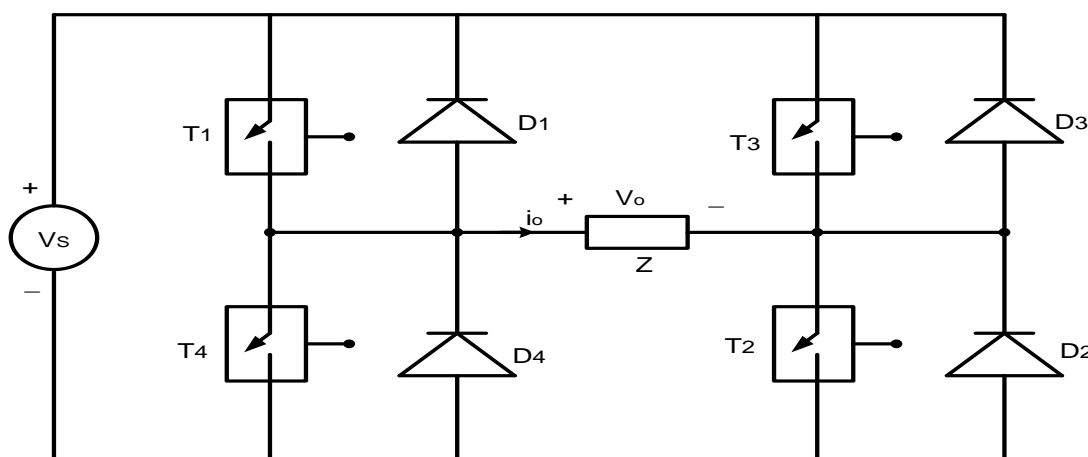 T1
D1
T3
D3
+
Vs
–
io
+
Vo
–
Z
T4
D4
T2
D2